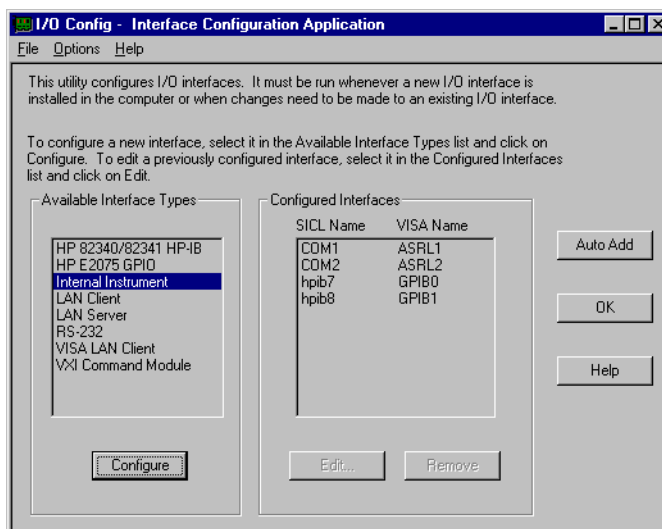 I/O Config - Interface Configuration Application
File Options Help
This utility configures I/O interfaces. It must be run whenever a new I/O interface is
installed in the computer or when changes need to be made to an existing I/O interface.
To configure a new interface, select it in the Available Interface Types list and click on
Configure. To edit a previously configured interface, select it in the Configured Interfaces
list and click on Edit.
Available Interface Types
HP 82340/82341 HP-IB
HP E2075 GPIO
Internal Instrument
LAN Client
LAN Server
RS-232
VISA LAN Client
VXI Command Module
Configure
Configured Interfaces
SICL Name VISA Name
COM1 ASRL1
COM2 ASRL2
hpib7 GPIB0
hpib8 GPIB1
Edit... Remove
Auto Add
OK
Help